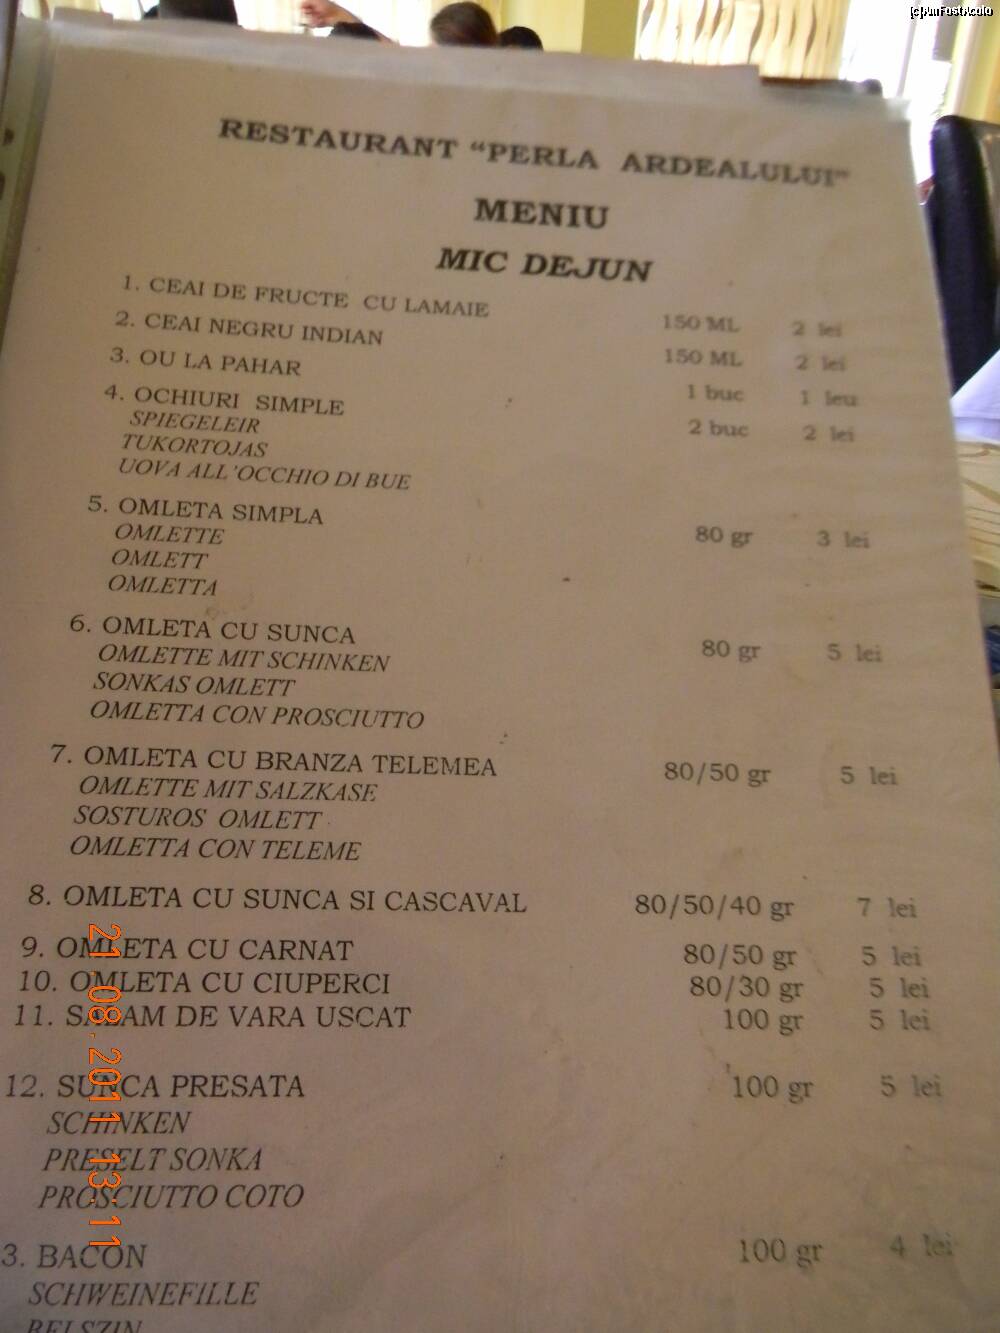 [c]AmFostAcolo
RESTAURANT "PERLA ARDEALULUI"
MENIU
MIC DEJUN
1. CEAI DE FRUCTE CU LAMAIE 150 ML 2 lei
2. CEAI NEGRU INDIAN 150 ML 2 lei
3. OU LA PAHAR 1 buc 1 leu
4. OCHIURI SIMPLE 2 buc 2 lei
SPIEGELEIR
TUKORTOJAS
UOVA ALL'OCCHIO DI BUE
5. OMLETA SIMPLA 80 gr 3 lei
OMLETTE
OMLETT
OMLETTA
6. OMLETA CU SUNCA 80 gr 5 lei
OMLETTE MIT SCHINKEN
SONKAS OMLETT
OMLETTA CON PROSCIUTTO
7. OMLETA CU BRANZA TELEMEA 80/50 gr 5 lei
OMLETTE MIT SALZKASE
SOSTUROS OMLETT
OMLETTA CON TELEME
8. OMLETA CU SUNCA SI CASCAVAL 80/50/40 gr 7 lei
9. OMLETA CU CARNAT 80/50 gr 5 lei
10. OMLETA CU CIUPERCI 80/30 gr 5 lei
11. SALAM DE VARA USCAT 100 gr 5 lei
12. SUNCA PRESATA 100 gr 5 lei
SCHINKEN
PRESELT SONKA
PROSCIUTTO COTO
3. BACON 100 gr 4 lei
SCHWEINEFILLE
BELSZIN
21.08.2011 13:11